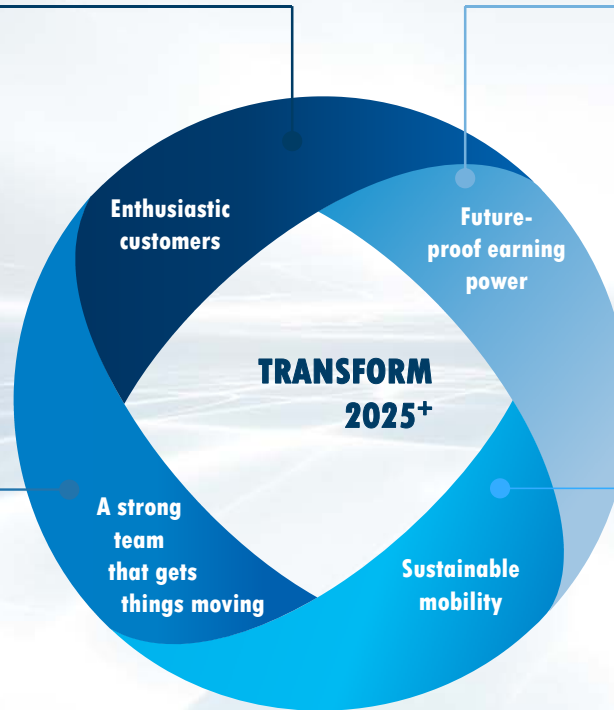 Enthusiastic
customers
Future-
proof earning
power
TRANSFORM
2025+
A strong
team
that gets
things moving
Sustainable
mobility